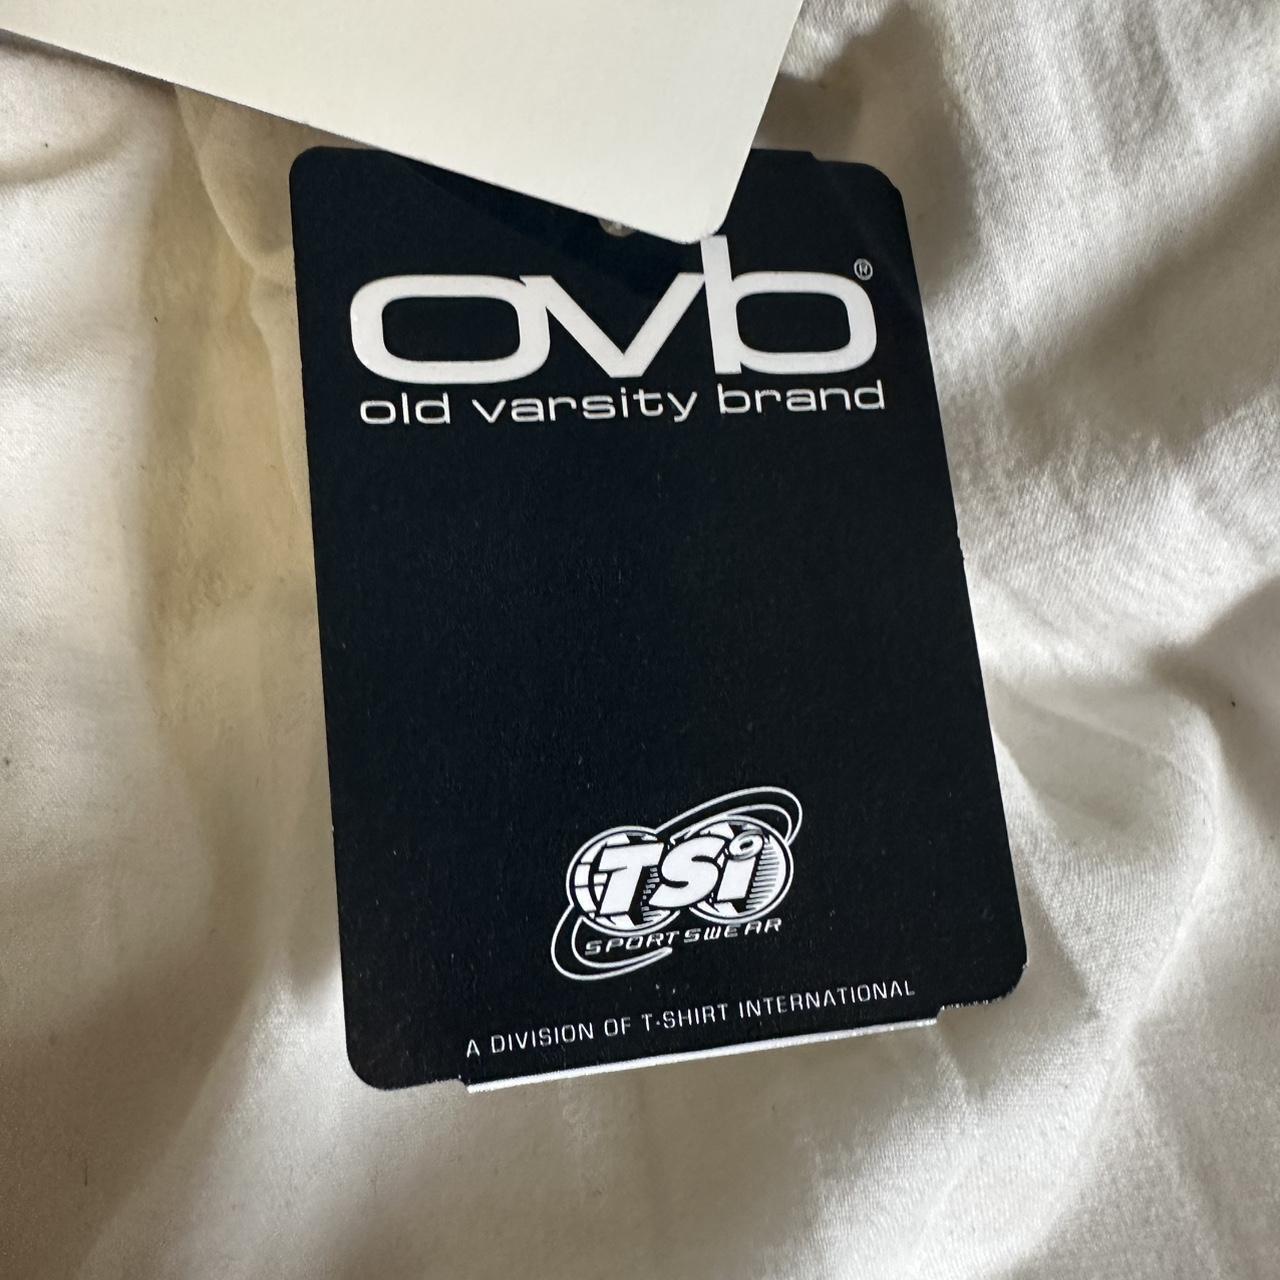 ovb®
old varsity brand
TSi
SPORTSWEAR
A DIVISION OF T-SHIRT INTERNATIONAL